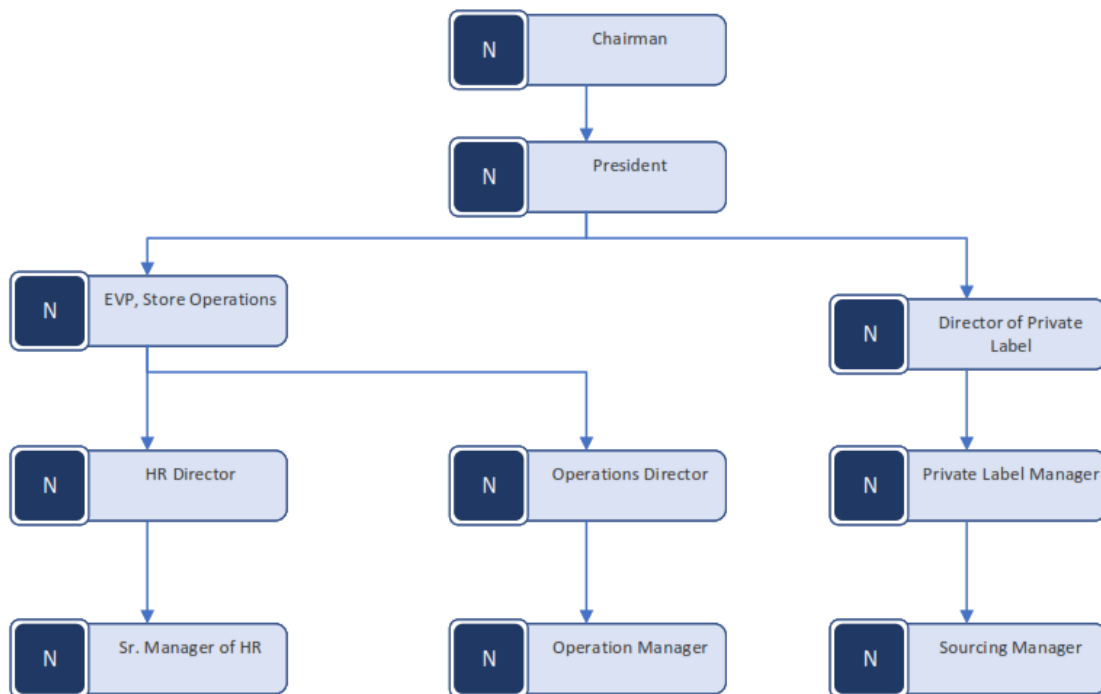 N
Chairman
N
President
N
EVP, Store Operations
N
Director of Private
Label
N
HR Director
N
Operations Director
N
Private Label Manager
N
Sr. Manager of HR
N
Operation Manager
N
Sourcing Manager